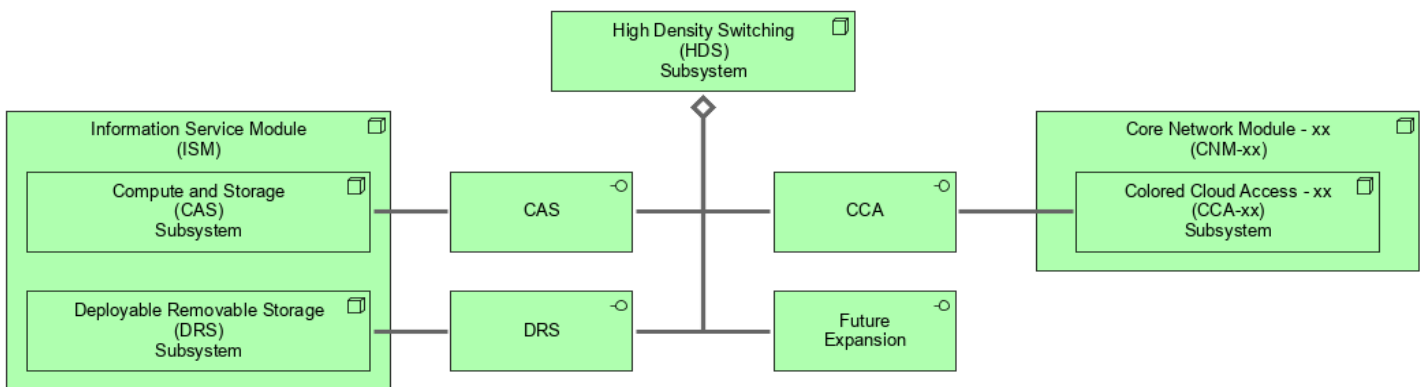 High Density Switching
(HDS)
Subsystem
Information Service Module
(ISM)
Compute and Storage
(CAS)
Subsystem
CAS
CCA
Core Network Module - xx
(CNM-xx)
Colored Cloud Access - xx
(CCA-xx)
Subsystem
Deployable Removable Storage
(DRS)
Subsystem
DRS
Future
Expansion